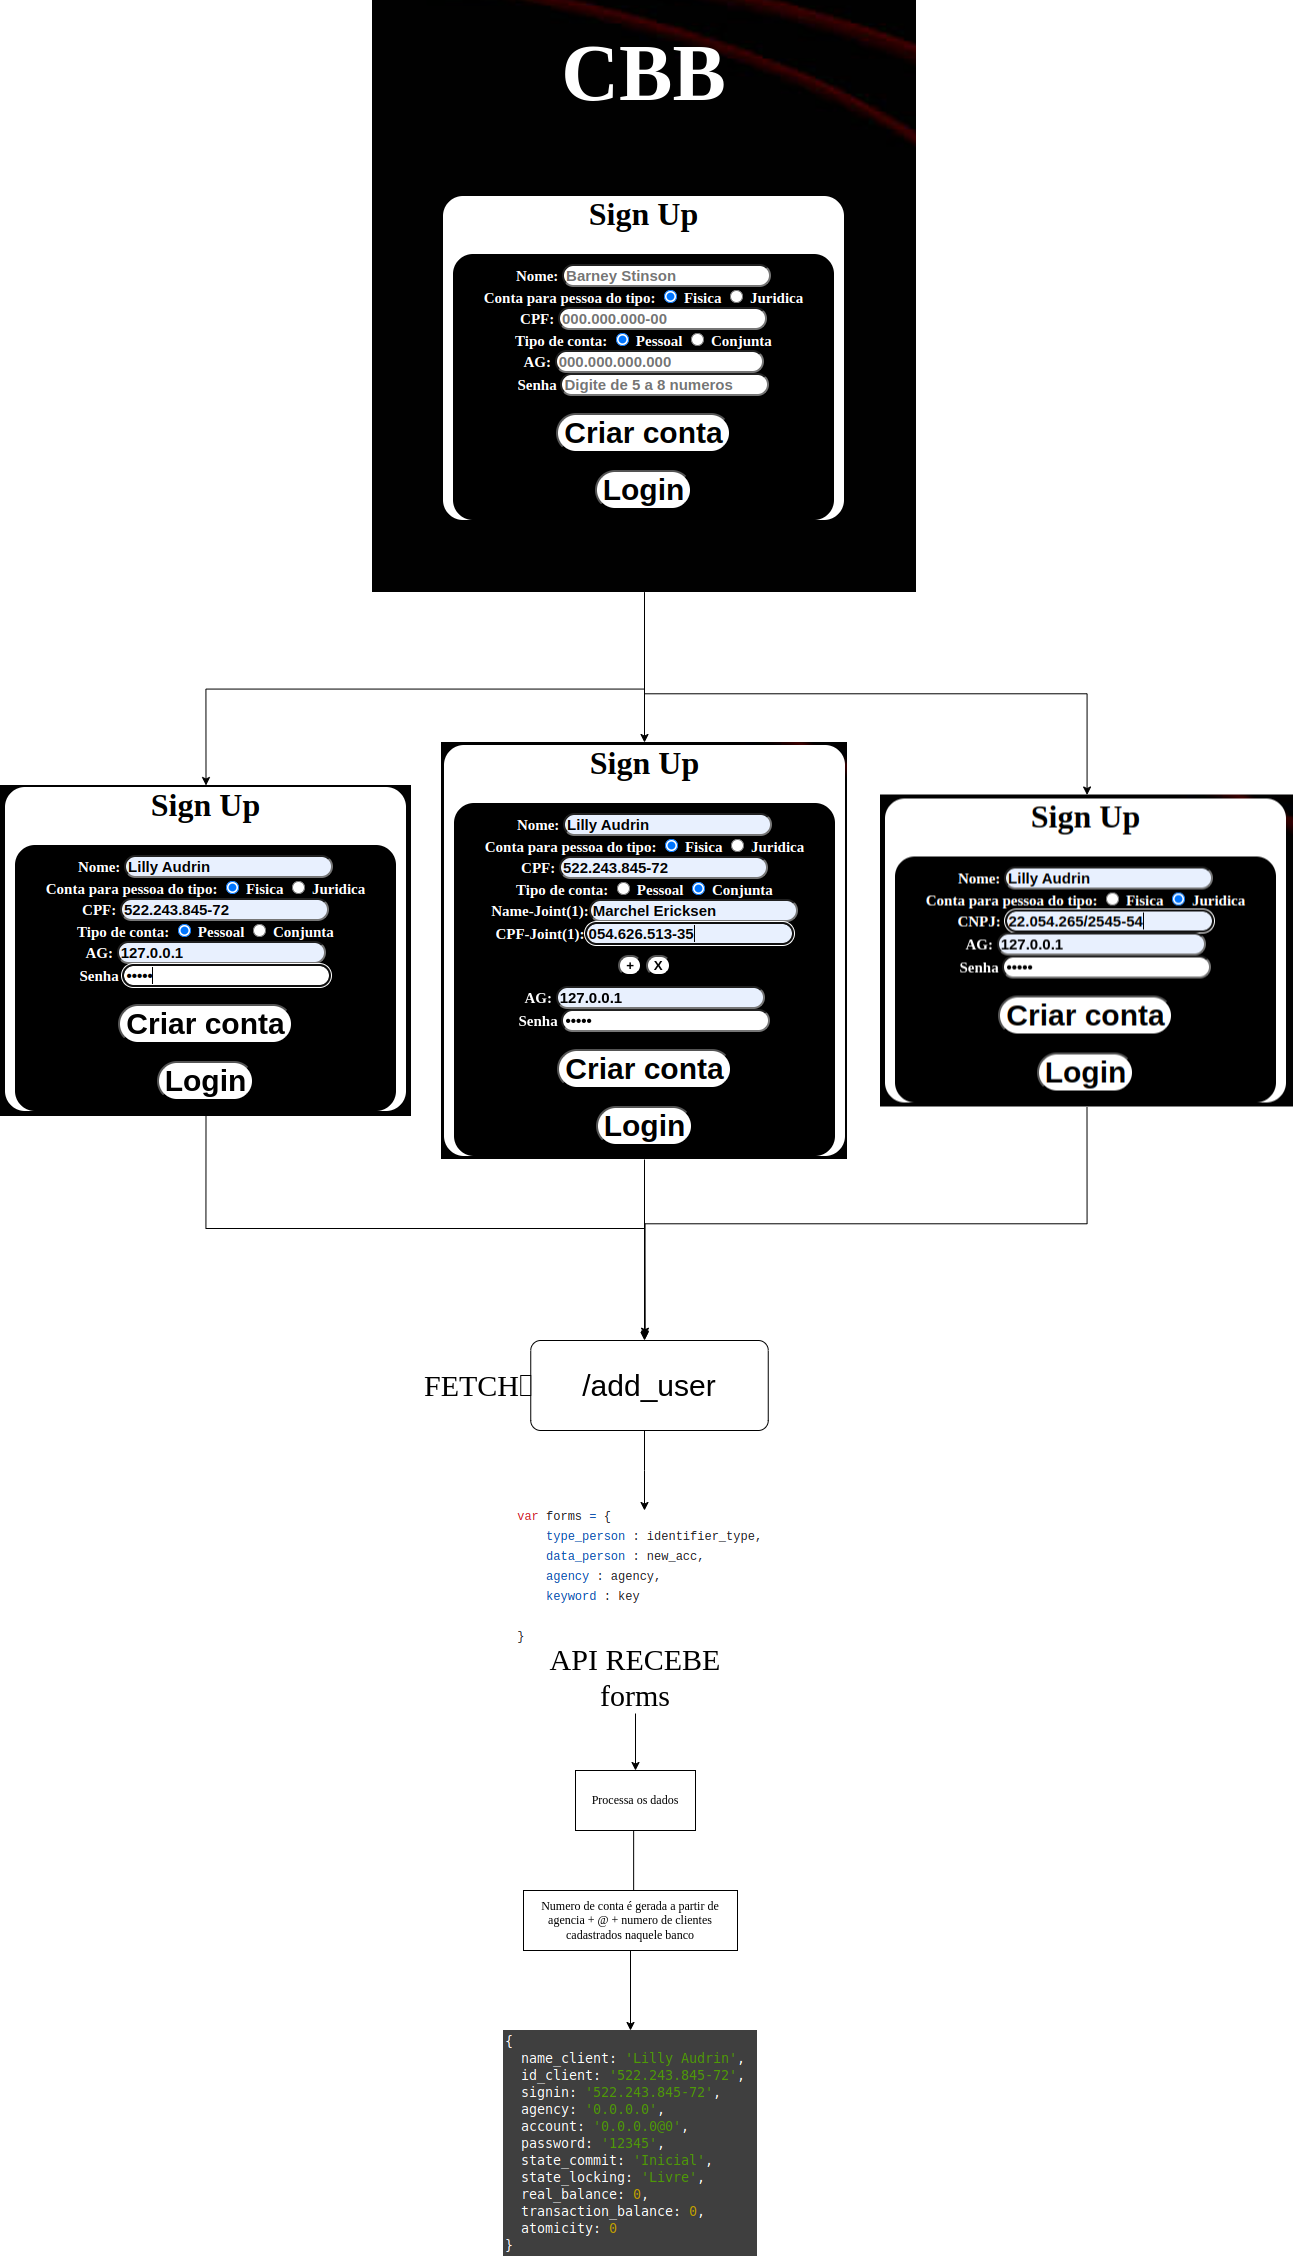 CBB
Sign Up
Nome: Barney Stinson
Conta para pessoa do tipo: Fisica Juridica
CPF: 000.000.000-00
Tipo de conta: Pessoal Conjunta
AG: 000.000.000.000
Senha Digite de 5 a 8 numeros
Criar conta
Login
Sign Up
Nome: Lilly Audrin
Conta para pessoa do tipo: Fisica Juridica
CPF: 522.243.845-72
Tipo de conta: Pessoal Conjunta
AG: 127.0.0.1
Senha •••••
Criar conta
Login
Sign Up
Nome: Lilly Audrin
Conta para pessoa do tipo: Fisica Juridica
CPF: 522.243.845-72
Tipo de conta: Pessoal Conjunta
Name-Joint(1): Marchel Ericksen
CPF-Joint(1): 054.626.513-35
+ X
AG: 127.0.0.1
Senha •••••
Criar conta
Login
Sign Up
Nome: Lilly Audrin
Conta para pessoa do tipo: Fisica Juridica
CNPJ: 22.054.265/2545-54
AG: 127.0.0.1
Senha •••••
Criar conta
Login
FETCH /add_user
var forms = {
type_person : identifier_type,
data_person : new_acc,
agency : agency,
keyword : key
}
API RECEBE
forms
Processa os dados
Numero de conta é gerada a partir de
agencia + @ + numero de clientes
cadastrados naquele banco
{
name_client: 'Lilly Audrin',
id_client: '522.243.845-72',
signin: '522.243.845-72',
agency: '0.0.0.0',
account: '0.0.0.0@0',
password: '12345',
state_commit: 'Inicial',
state_locking: 'Livre',
real_balance: 0,
transaction_balance: 0,
atomicity: 0
}